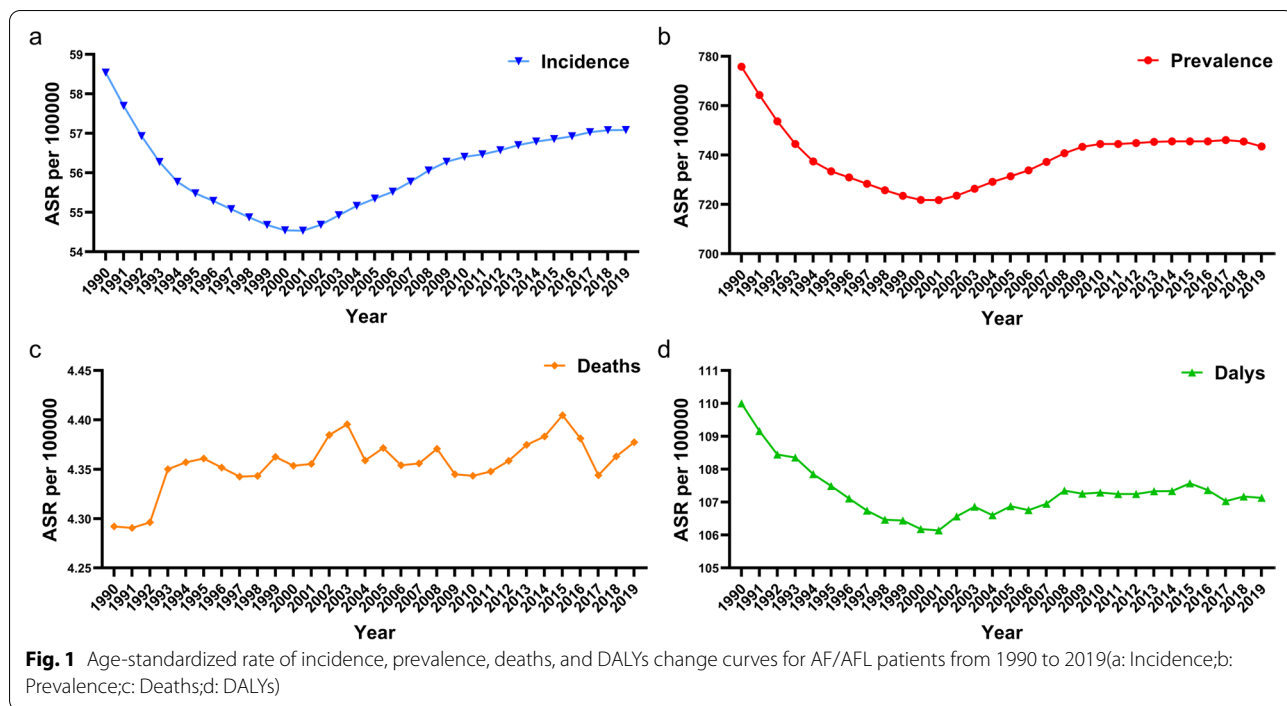 a
Incidence
ASR per 100000
59
58
57
56
55
54
1990 1991 1992 1993 1994 1995 1996 1997 1998 1999 2000 2001 2002 2003 2004 2005 2006 2007 2008 2009 2010 2011 2012 2013 2014 2015 2016 2017 2018 2019
Year
b
Prevalence
ASR per 100000
780
760
740
720
700
1990 1991 1992 1993 1994 1995 1996 1997 1998 1999 2000 2001 2002 2003 2004 2005 2006 2007 2008 2009 2010 2011 2012 2013 2014 2015 2016 2017 2018 2019
Year
c
Deaths
ASR per 100000
4.45
4.40
4.35
4.30
4.25
1990 1991 1992 1993 1994 1995 1996 1997 1998 1999 2000 2001 2002 2003 2004 2005 2006 2007 2008 2009 2010 2011 2012 2013 2014 2015 2016 2017 2018 2019
Year
d
Dalys
ASR per 100000
111
110
109
108
107
106
105
1990 1991 1992 1993 1994 1995 1996 1997 1998 1999 2000 2001 2002 2003 2004 2005 2006 2007 2008 2009 2010 2011 2012 2013 2014 2015 2016 2017 2018 2019
Year
Fig. 1 Age-standardized rate of incidence, prevalence, deaths, and DALYs change curves for AF/AFL patients from 1990 to 2019(a: Incidence;b:
Prevalence;c: Deaths;d: DALYs)